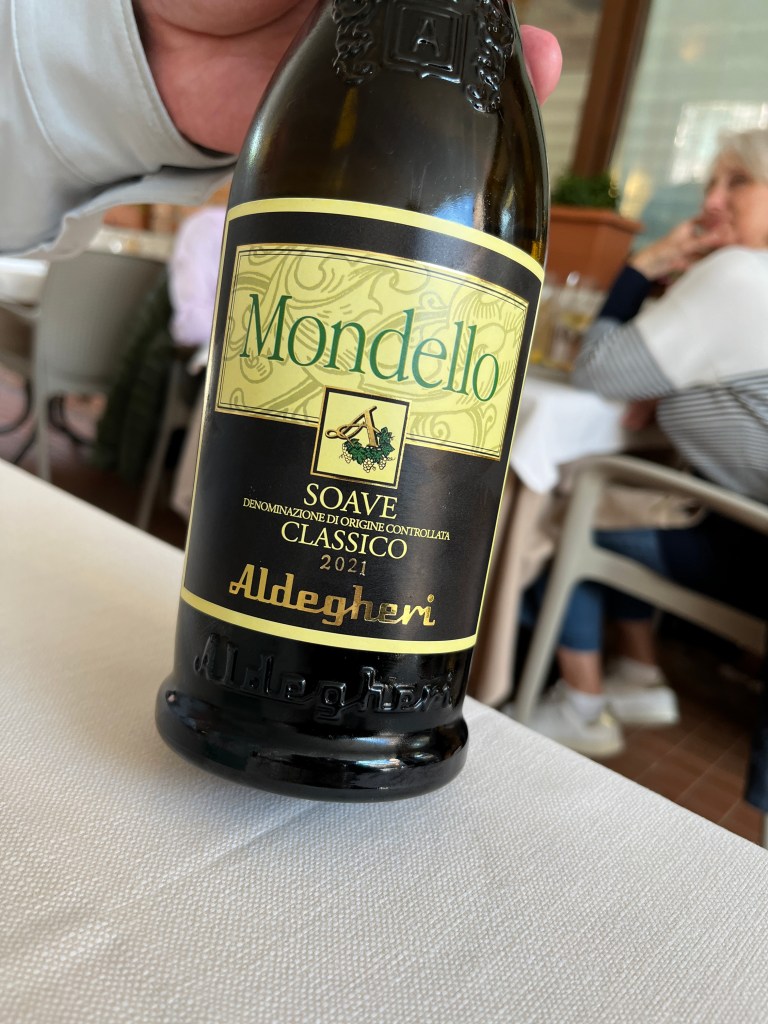 A
Mondello
A
SOAVE
DENOMINAZIONE DI ORIGINE CONTROLLATA
CLASSICO
2021
Aldegheri
Aldegheri